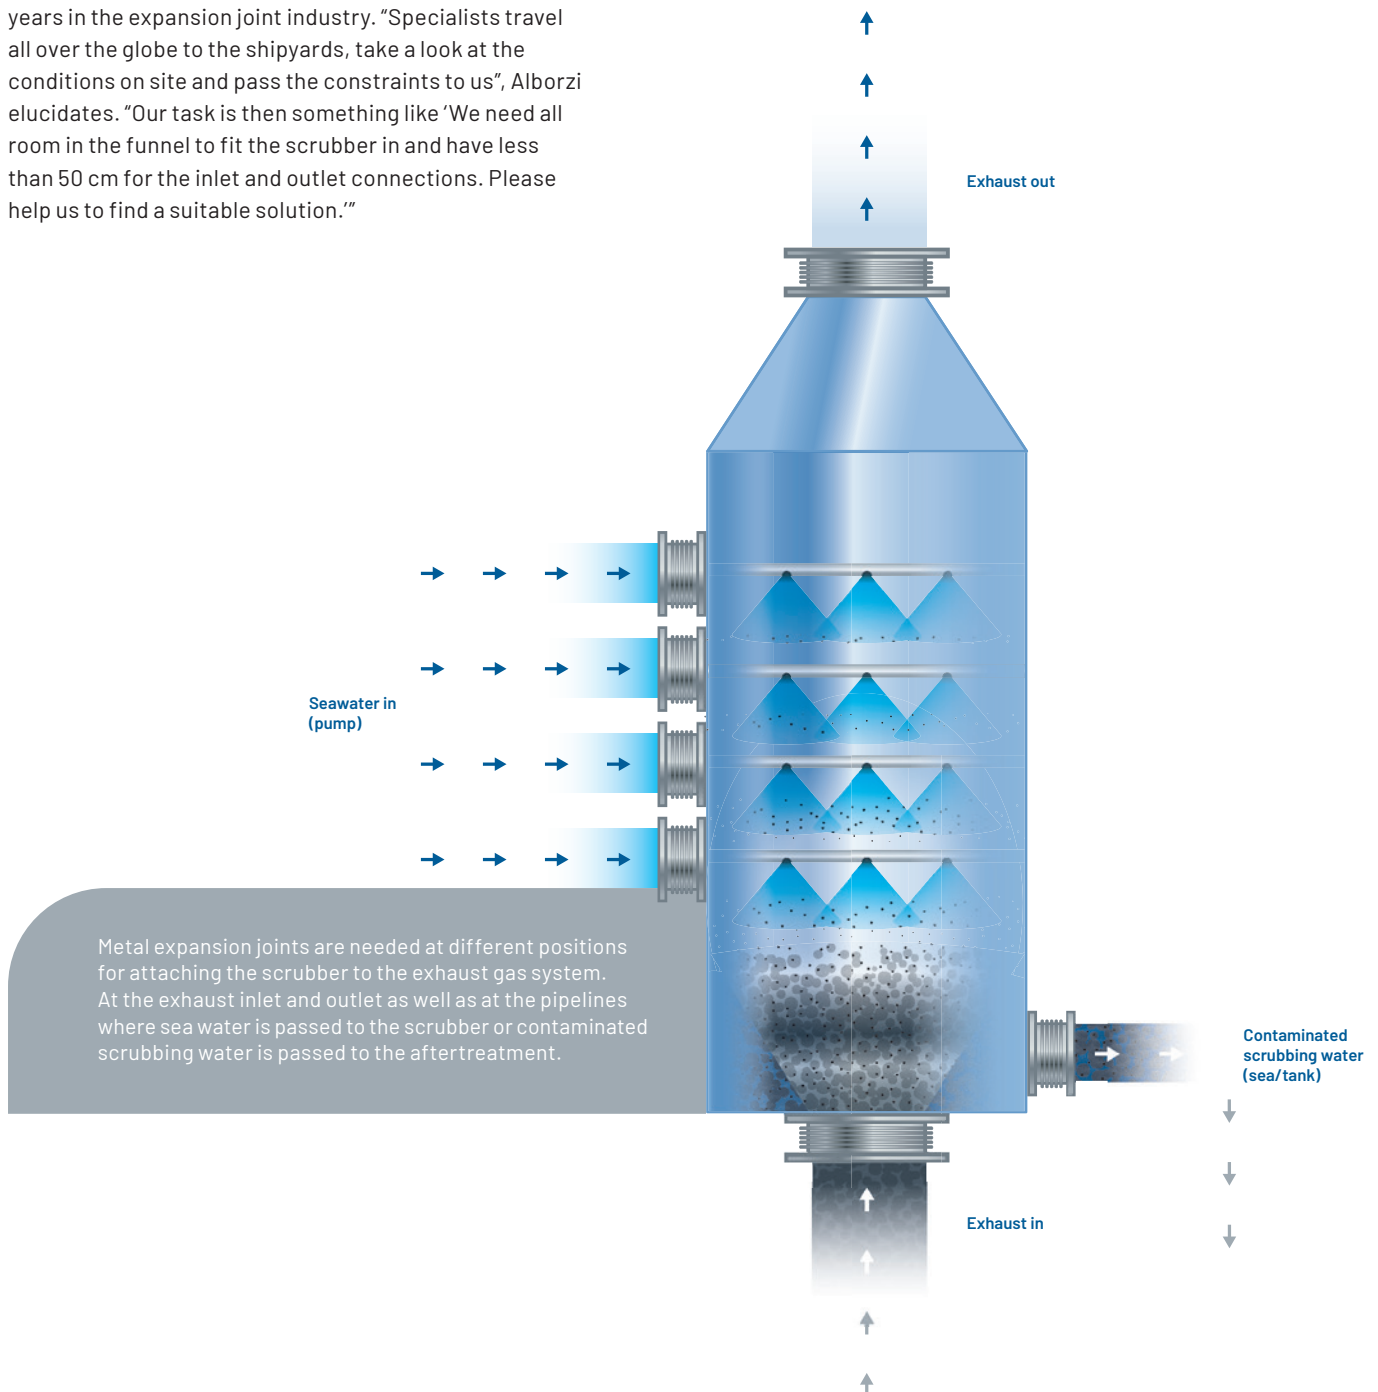 years in the expansion joint industry. “Specialists travel
all over the globe to the shipyards, take a look at the
conditions on site and pass the constraints to us”, Alborzi
elucidates. “Our task is then something like ‘We need all
room in the funnel to fit the scrubber in and have less
than 50 cm for the inlet and outlet connections. Please
help us to find a suitable solution.’”
Exhaust out
Seawater in
(pump)
Metal expansion joints are needed at different positions
for attaching the scrubber to the exhaust gas system.
At the exhaust inlet and outlet as well as at the pipelines
where sea water is passed to the scrubber or contaminated
scrubbing water is passed to the aftertreatment.
Contaminated
scrubbing water
(sea/tank)
Exhaust in